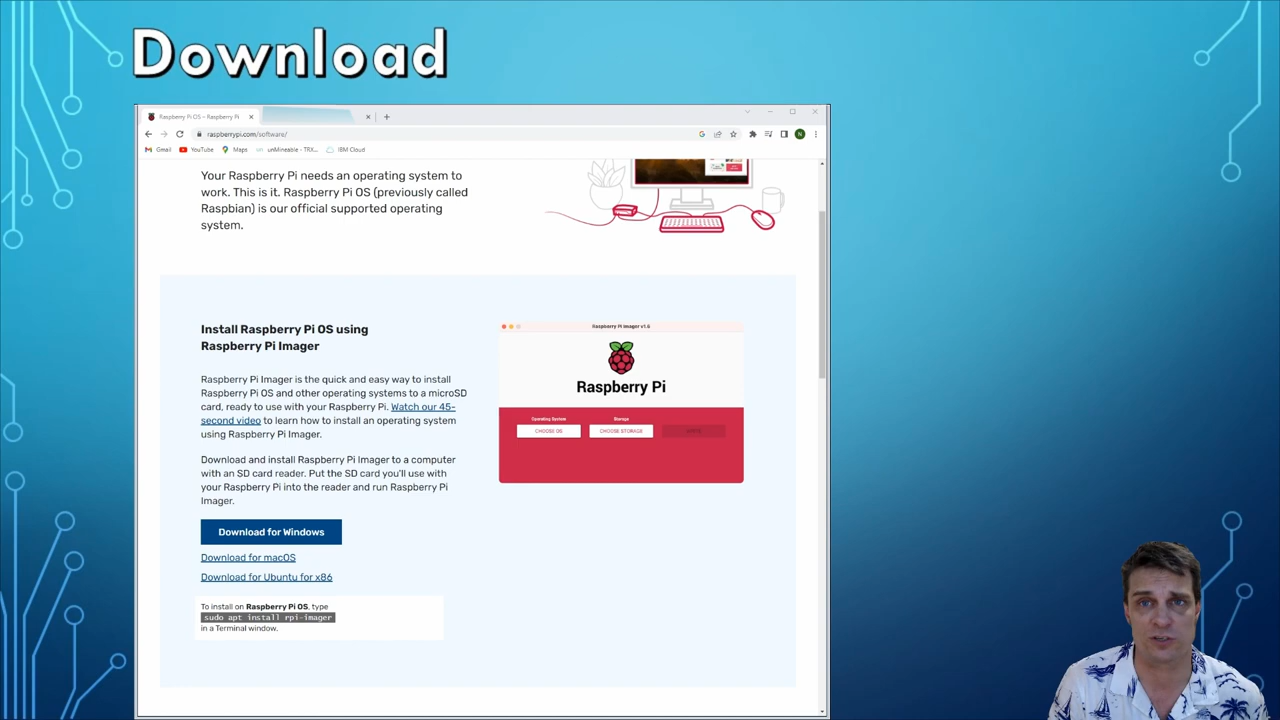 Download
Raspberry Pi OS – Raspberry Pi
raspberrypi.com/software/
Gmail
YouTube
Maps
unMineable - TRX...
IBM Cloud
Your Raspberry Pi needs an operating system to
work. This is it. Raspberry Pi OS (previously called
Raspbian) is our official supported operating
system.
Install Raspberry Pi OS using
Raspberry Pi Imager
Raspberry Pi Imager is the quick and easy way to install
Raspberry Pi OS and other operating systems to a microSD
card, ready to use with your Raspberry Pi. Watch our 45-
second video to learn how to install an operating system
using Raspberry Pi Imager.
Download and install Raspberry Pi Imager to a computer
with an SD card reader. Put the SD card you'll use with
your Raspberry Pi into the reader and run Raspberry Pi
Imager.
Download for Windows
Download for macOS
Download for Ubuntu for x86
To install on Raspberry Pi OS, type
sudo apt install rpi-imager
in a Terminal window.
Raspberry Pi Imager v1.6
Raspberry Pi
Operating System
Storage
CHOOSE OS
CHOOSE STORAGE